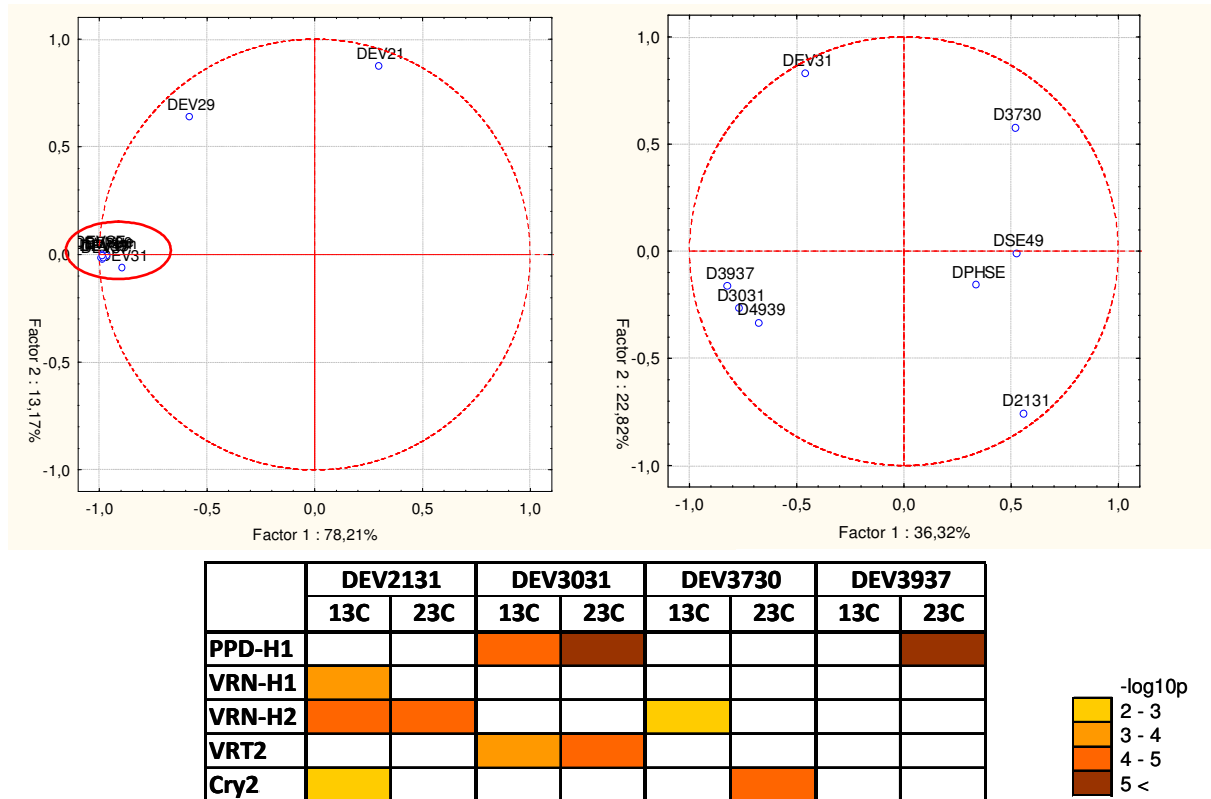 1,0
0,5
0,0
-0,5
-1,0
-1,0
-0,5
0,0
0,5
1,0
Factor 1 : 78,21%
Factor 2 : 13,17%
DEV21
DEV29
EV31
1,0
0,5
0,0
-0,5
-1,0
-1,0
-0,5
0,0
0,5
1,0
Factor 1 : 36,32%
Factor 2 : 22,82%
DEV31
D3730
DSE49
DPHSE
D3937
D3031
D4939
D2131
DEV2131 DEV3031 DEV3730 DEV3937
13C 23C 13C 23C 13C 23C 13C 23C
PPD-H1
VRN-H1
VRN-H2
VRT2
Cry2
-log10p
2 - 3
3 - 4
4 - 5
5 <